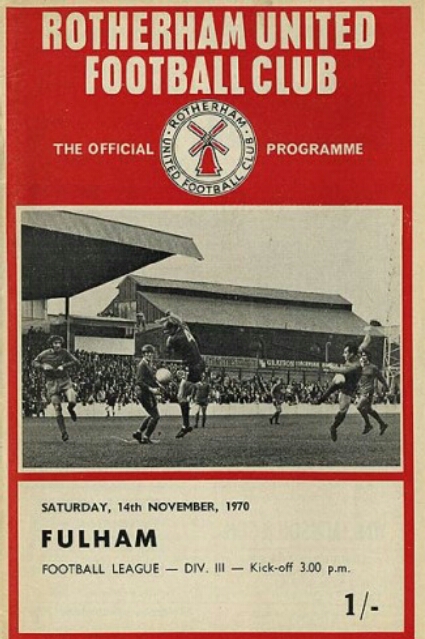 ROTHERHAM UNITED
FOOTBALL CLUB
THE OFFICIAL
ROTHERHAM
UNITED FOOTBALL CLUB
PROGRAMME
SATURDAY, 14th NOVEMBER, 1970
FULHAM
FOOTBALL LEAGUE — DIV. III — Kick-off 3.00 p.m.
1/-